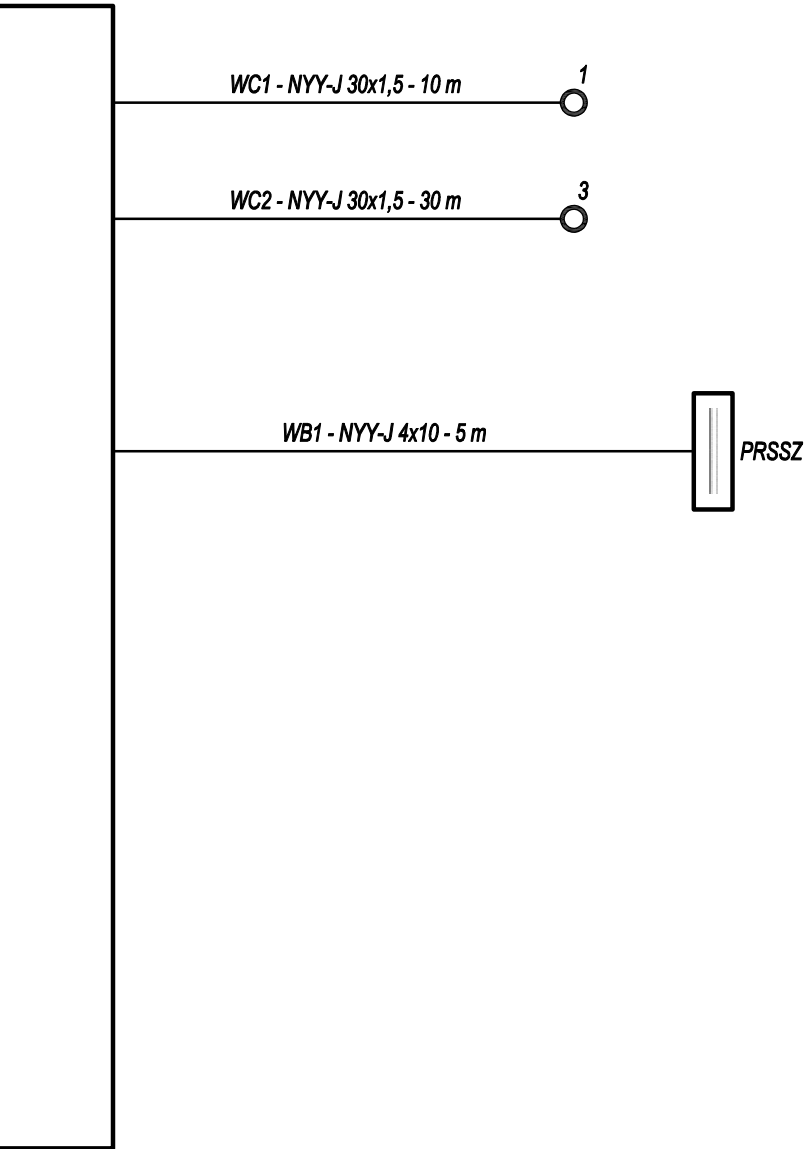 1
WC1 - NYY-J 30x1,5 - 10 m
3
WC2 - NYY-J 30x1,5 - 30 m
WB1 - NYY-J 4x10 - 5 m
PRSSZ